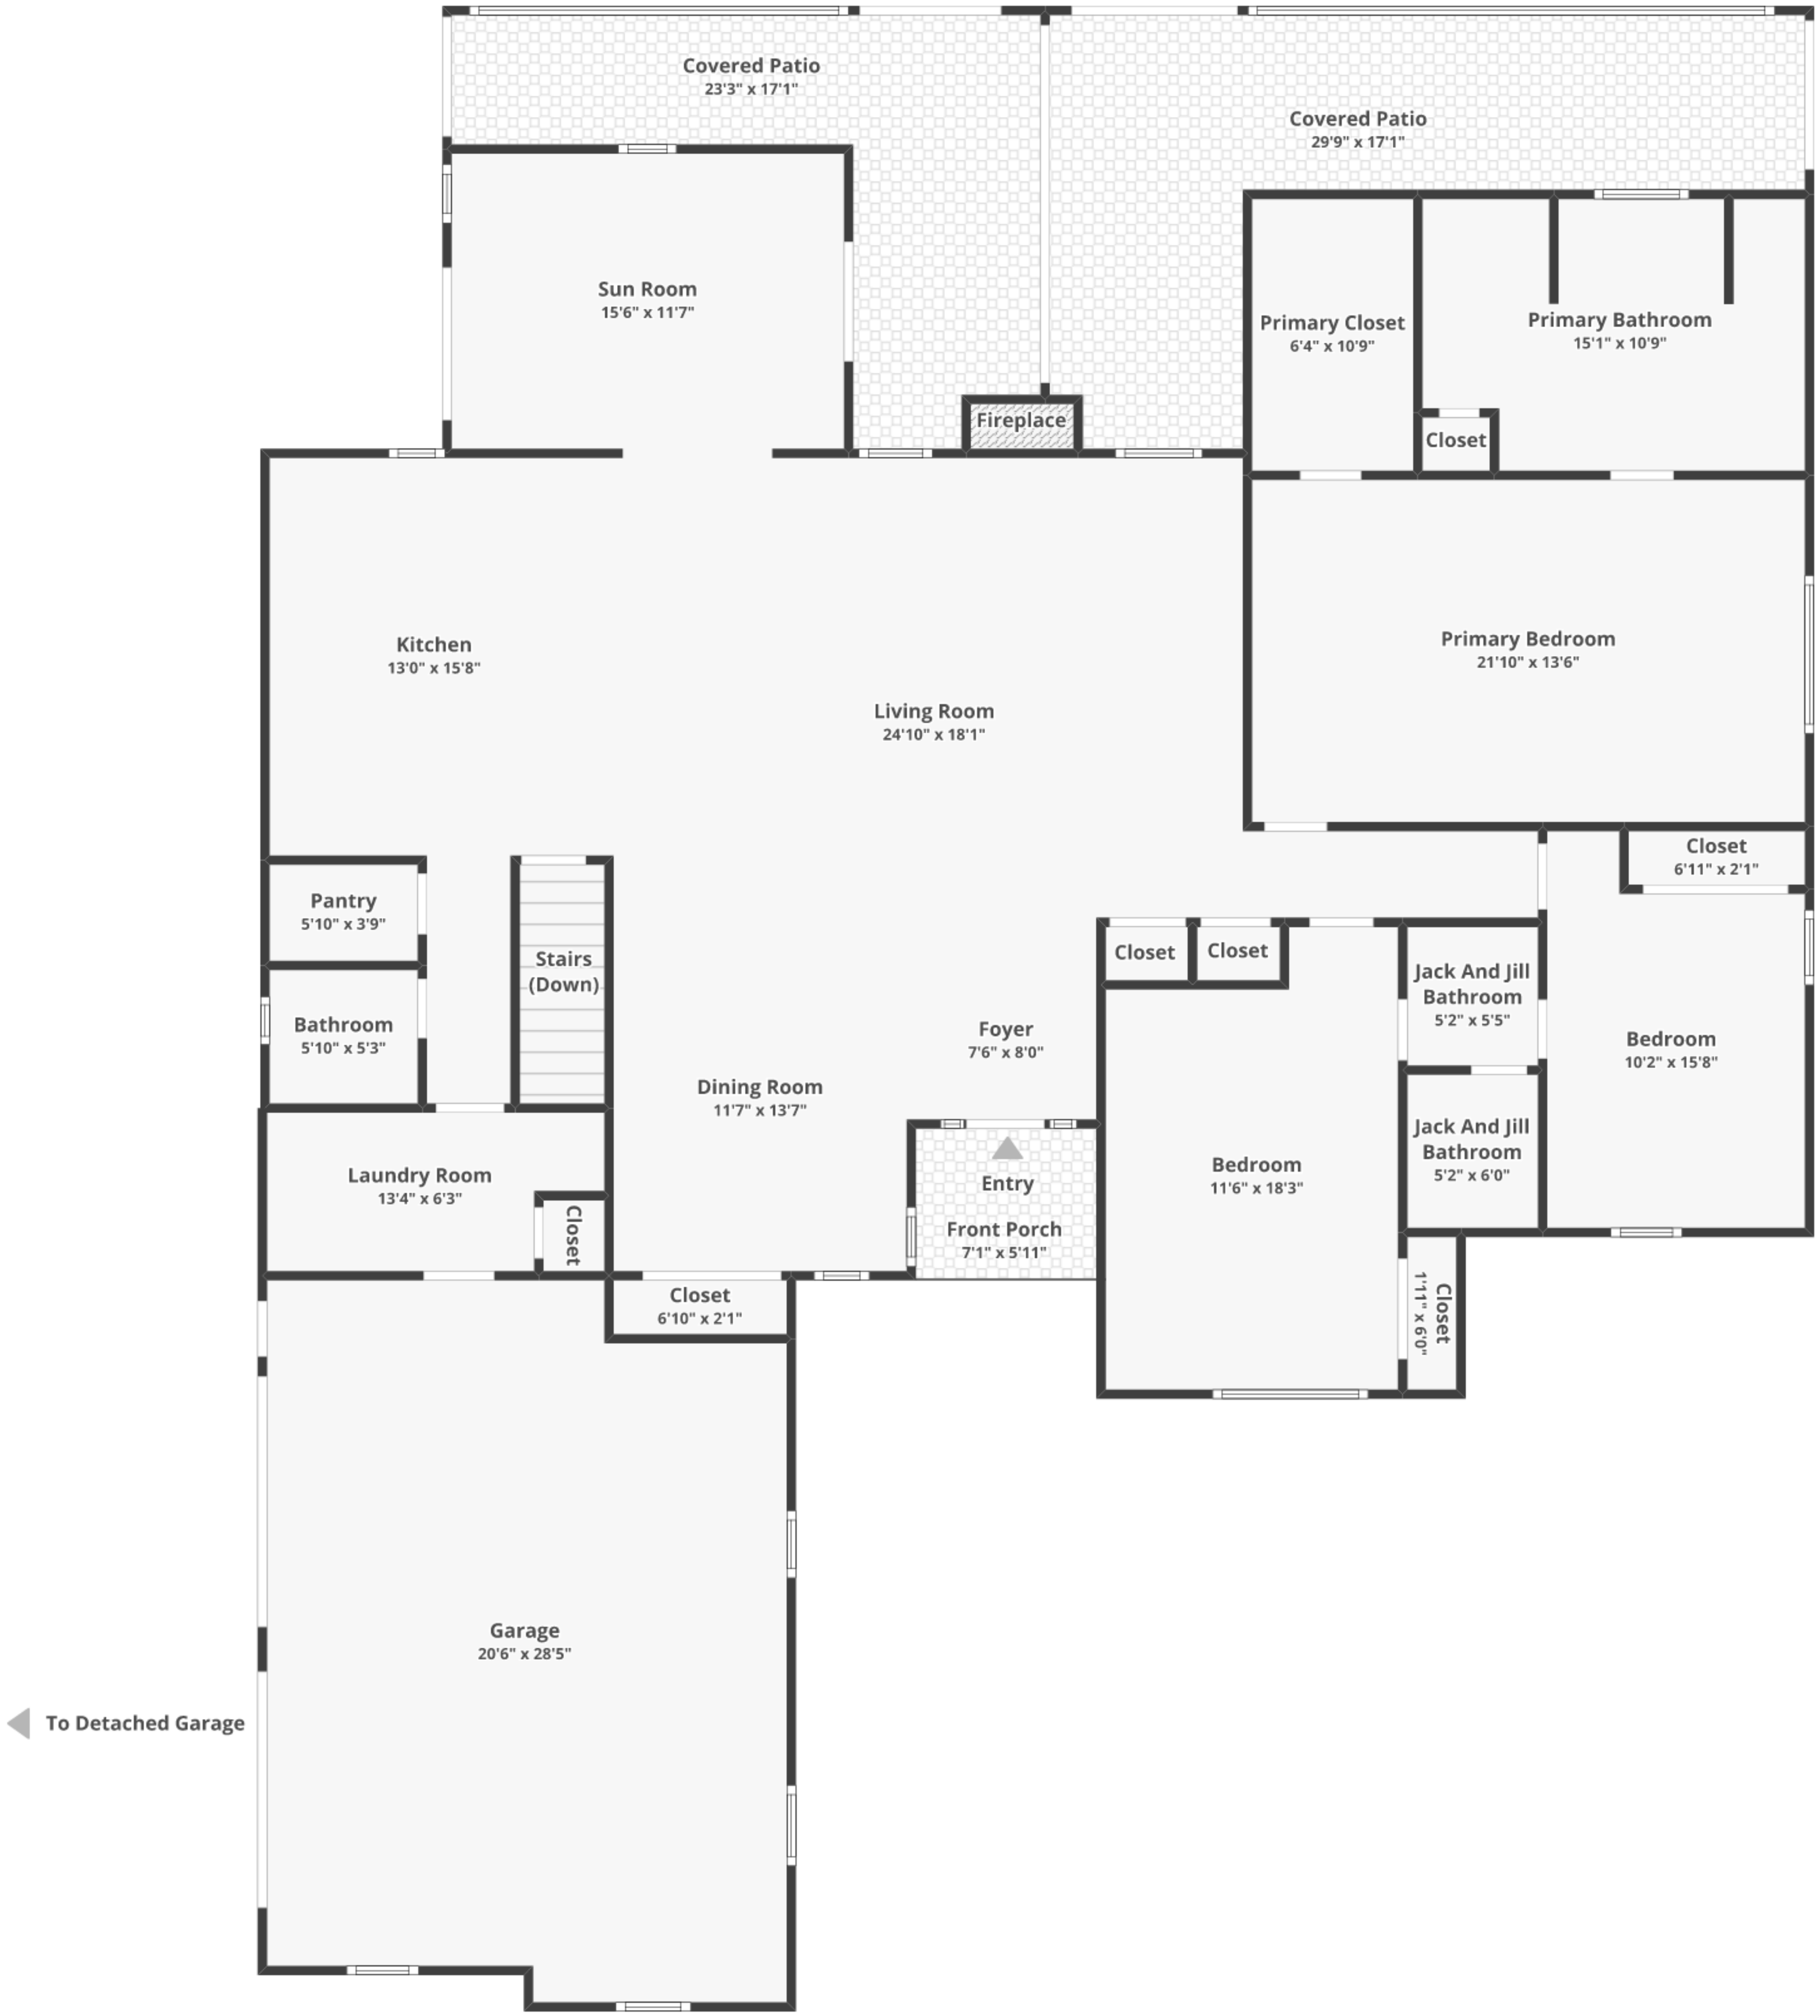 Covered Patio
23'3" x 17'1"
Covered Patio
29'9" x 17'1"
Sun Room
15'6" x 11'7"
Primary Closet
6'4" x 10'9"
Primary Bathroom
15'1" x 10'9"
Fireplace
Closet
Kitchen
13'0" x 15'8"
Primary Bedroom
21'10" x 13'6"
Living Room
24'10" x 18'1"
Closet
6'11" x 2'1"
Pantry
5'10" x 3'9"
Stairs
(Down)
Closet
Closet
Jack And Jill
Bathroom
5'2" x 5'5"
Bathroom
5'10" x 5'3"
Foyer
7'6" x 8'0"
Bedroom
10'2" x 15'8"
Dining Room
11'7" x 13'7"
Jack And Jill
Bathroom
5'2" x 6'0"
Laundry Room
13'4" x 6'3"
Closet
Entry
Front Porch
7'1" x 5'11"
Bedroom
11'6" x 18'3"
Closet
6'10" x 2'1"
Closet
1'11" x 6'0"
Garage
20'6" x 28'5"
To Detached Garage